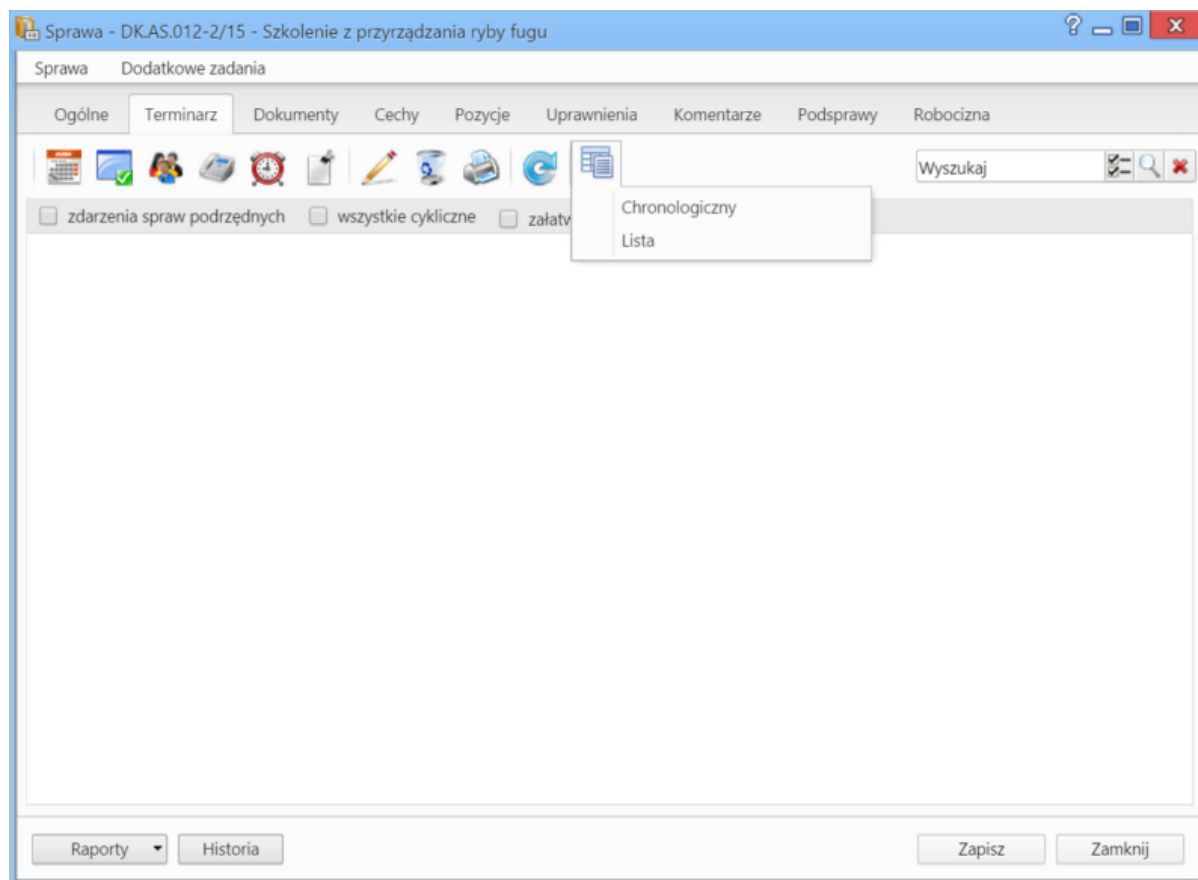 Sprawa - DK.AS.012-2/15 - Szkolenie z przyrządzania ryby fugu
Sprawa Dodatkowe zadania
Ogólne Terminarz Dokumenty Cechy Pozycje Uprawnienia Komentarze Podsprawy Robocizna
Wyszukaj
zdarzenia spraw podrzędnych wszystkie cykliczne
Chronologiczny
Lista
Raporty Historia Zapisz Zamknij